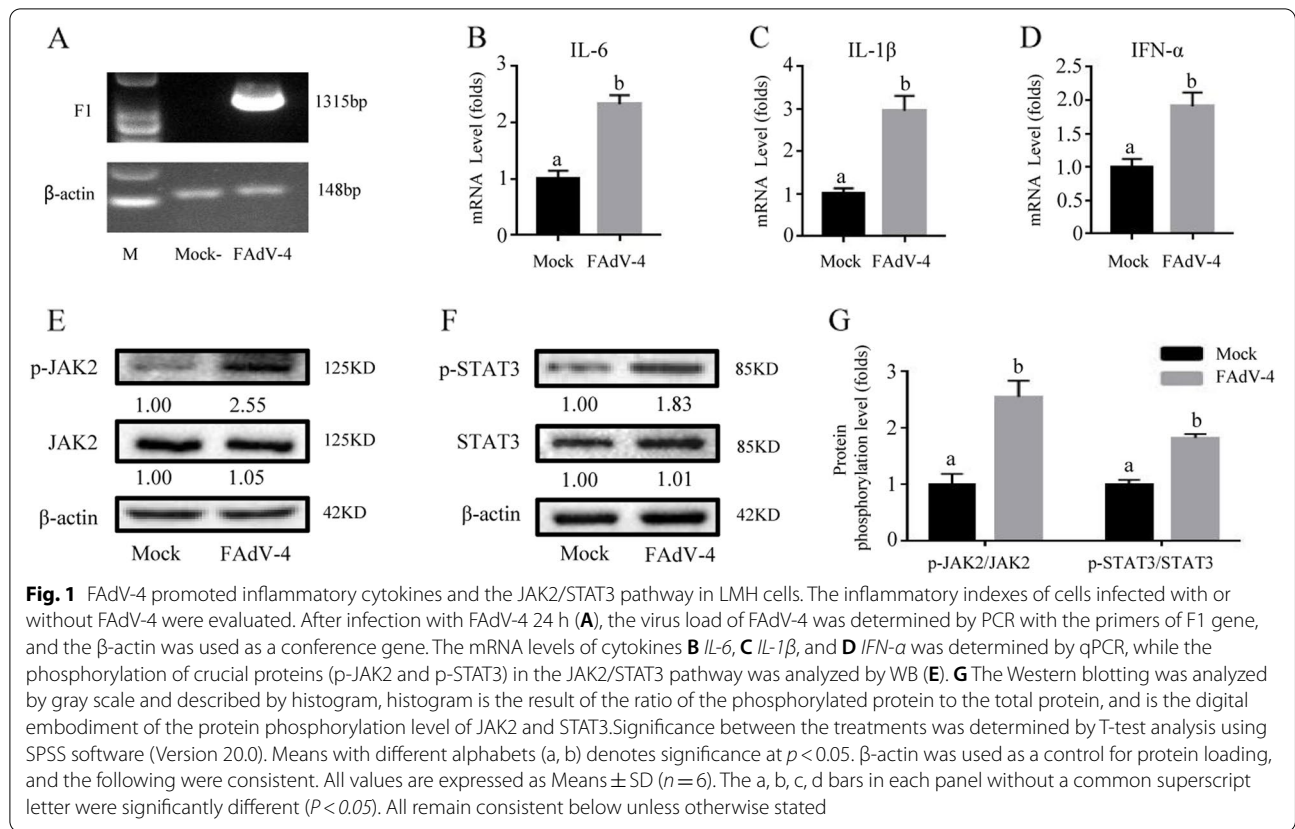 A
F1
1315bp
β-actin
148bp
M Mock- FAdV-4
B
IL-6
mRNA Level (folds)
3
2
1
0
a
b
Mock FAdV-4
C
IL-1β
mRNA Level (folds)
4
3
2
1
0
a
b
Mock FAdV-4
D
IFN-α
mRNA Level (folds)
2.5
2.0
1.5
1.0
0.5
0.0
a
b
Mock FAdV-4
E
p-JAK2
125KD
1.00 2.55
JAK2
125KD
1.00 1.05
β-actin
42KD
Mock FAdV-4
F
p-STAT3
85KD
1.00 1.83
STAT3
85KD
1.00 1.01
β-actin
42KD
Mock FAdV-4
G
Mock
FAdV-4
Protein
phosphorylation level (folds)
3
2
1
0
a
b
a
b
p-JAK2/JAK2 p-STAT3/STAT3
Fig. 1 FAdV-4 promoted inflammatory cytokines and the JAK2/STAT3 pathway in LMH cells. The inflammatory indexes of cells infected with or
without FAdV-4 were evaluated. After infection with FAdV-4 24 h (A), the virus load of FAdV-4 was determined by PCR with the primers of F1 gene,
and the β-actin was used as a conference gene. The mRNA levels of cytokines B IL-6, C IL-1β, and D IFN-α was determined by qPCR, while the
phosphorylation of crucial proteins (p-JAK2 and p-STAT3) in the JAK2/STAT3 pathway was analyzed by WB (E). G The Western blotting was analyzed
by gray scale and described by histogram, histogram is the result of the ratio of the phosphorylated protein to the total protein, and is the digital
embodiment of the protein phosphorylation level of JAK2 and STAT3.Significance between the treatments was determined by T-test analysis using
SPSS software (Version 20.0). Means with different alphabets (a, b) denotes significance at p < 0.05. β-actin was used as a control for protein loading,
and the following were consistent. All values are expressed as Means ± SD (n = 6). The a, b, c, d bars in each panel without a common superscript
letter were significantly different (P < 0.05). All remain consistent below unless otherwise stated